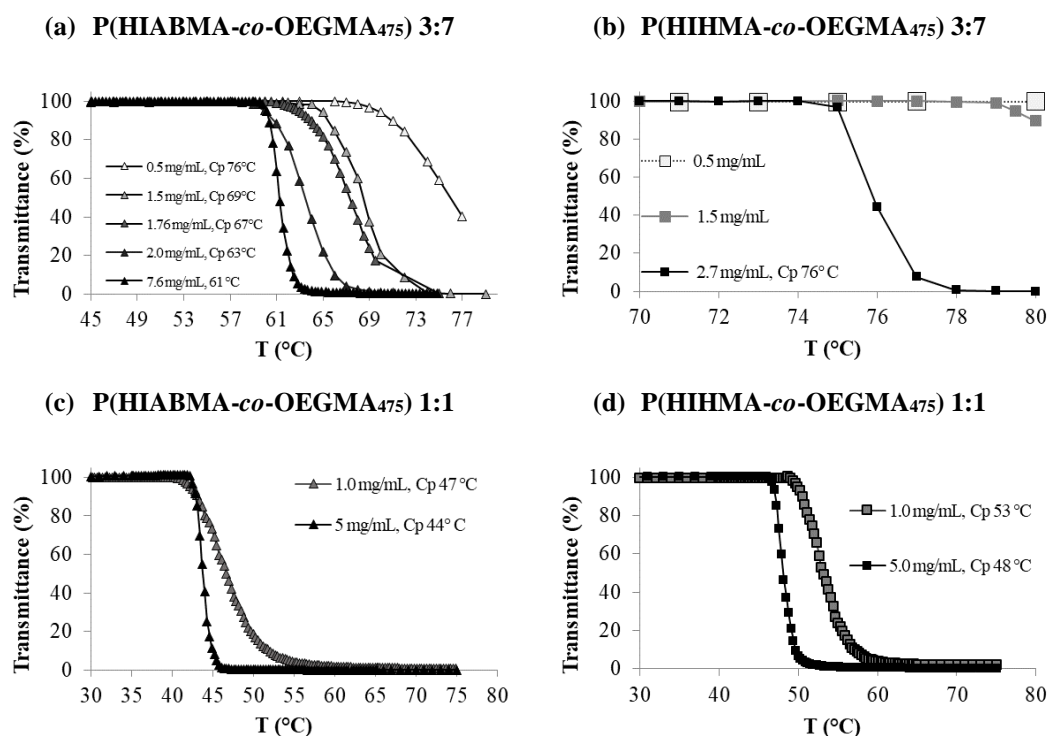 (a) P(HIABMA-co-OEGMA₄₇₅) 3:7
Transmittance (%)
100
80
60
40
20
0
0.5 mg/mL, Cp 76°C
1.5 mg/mL, Cp 69°C
1.76 mg/mL, Cp 67°C
2.0 mg/mL, Cp 63°C
7.6 mg/mL, 61°C
45 49 53 57 61 65 69 73 77
T (°C)
(b) P(HIHMA-co-OEGMA₄₇₅) 3:7
Transmittance (%)
100
80
60
40
20
0
0.5 mg/mL
1.5 mg/mL
2.7 mg/mL, Cp 76°C
70 72 74 76 78 80
T (°C)
(c) P(HIABMA-co-OEGMA₄₇₅) 1:1
Transmittance (%)
100
80
60
40
20
0
1.0 mg/mL, Cp 47 °C
5 mg/mL, Cp 44° C
30 35 40 45 50 55 60 65 70 75 80
T (°C)
(d) P(HIHMA-co-OEGMA₄₇₅) 1:1
Transmittance (%)
100
80
60
40
20
0
1.0 mg/mL, Cp 53 °C
5.0 mg/mL, Cp 48 °C
30 40 50 60 70 80
T (°C)